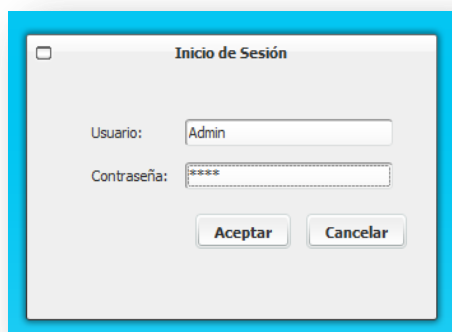 Inicio de Sesión
Usuario: Admin
Contraseña: ****
Aceptar Cancelar